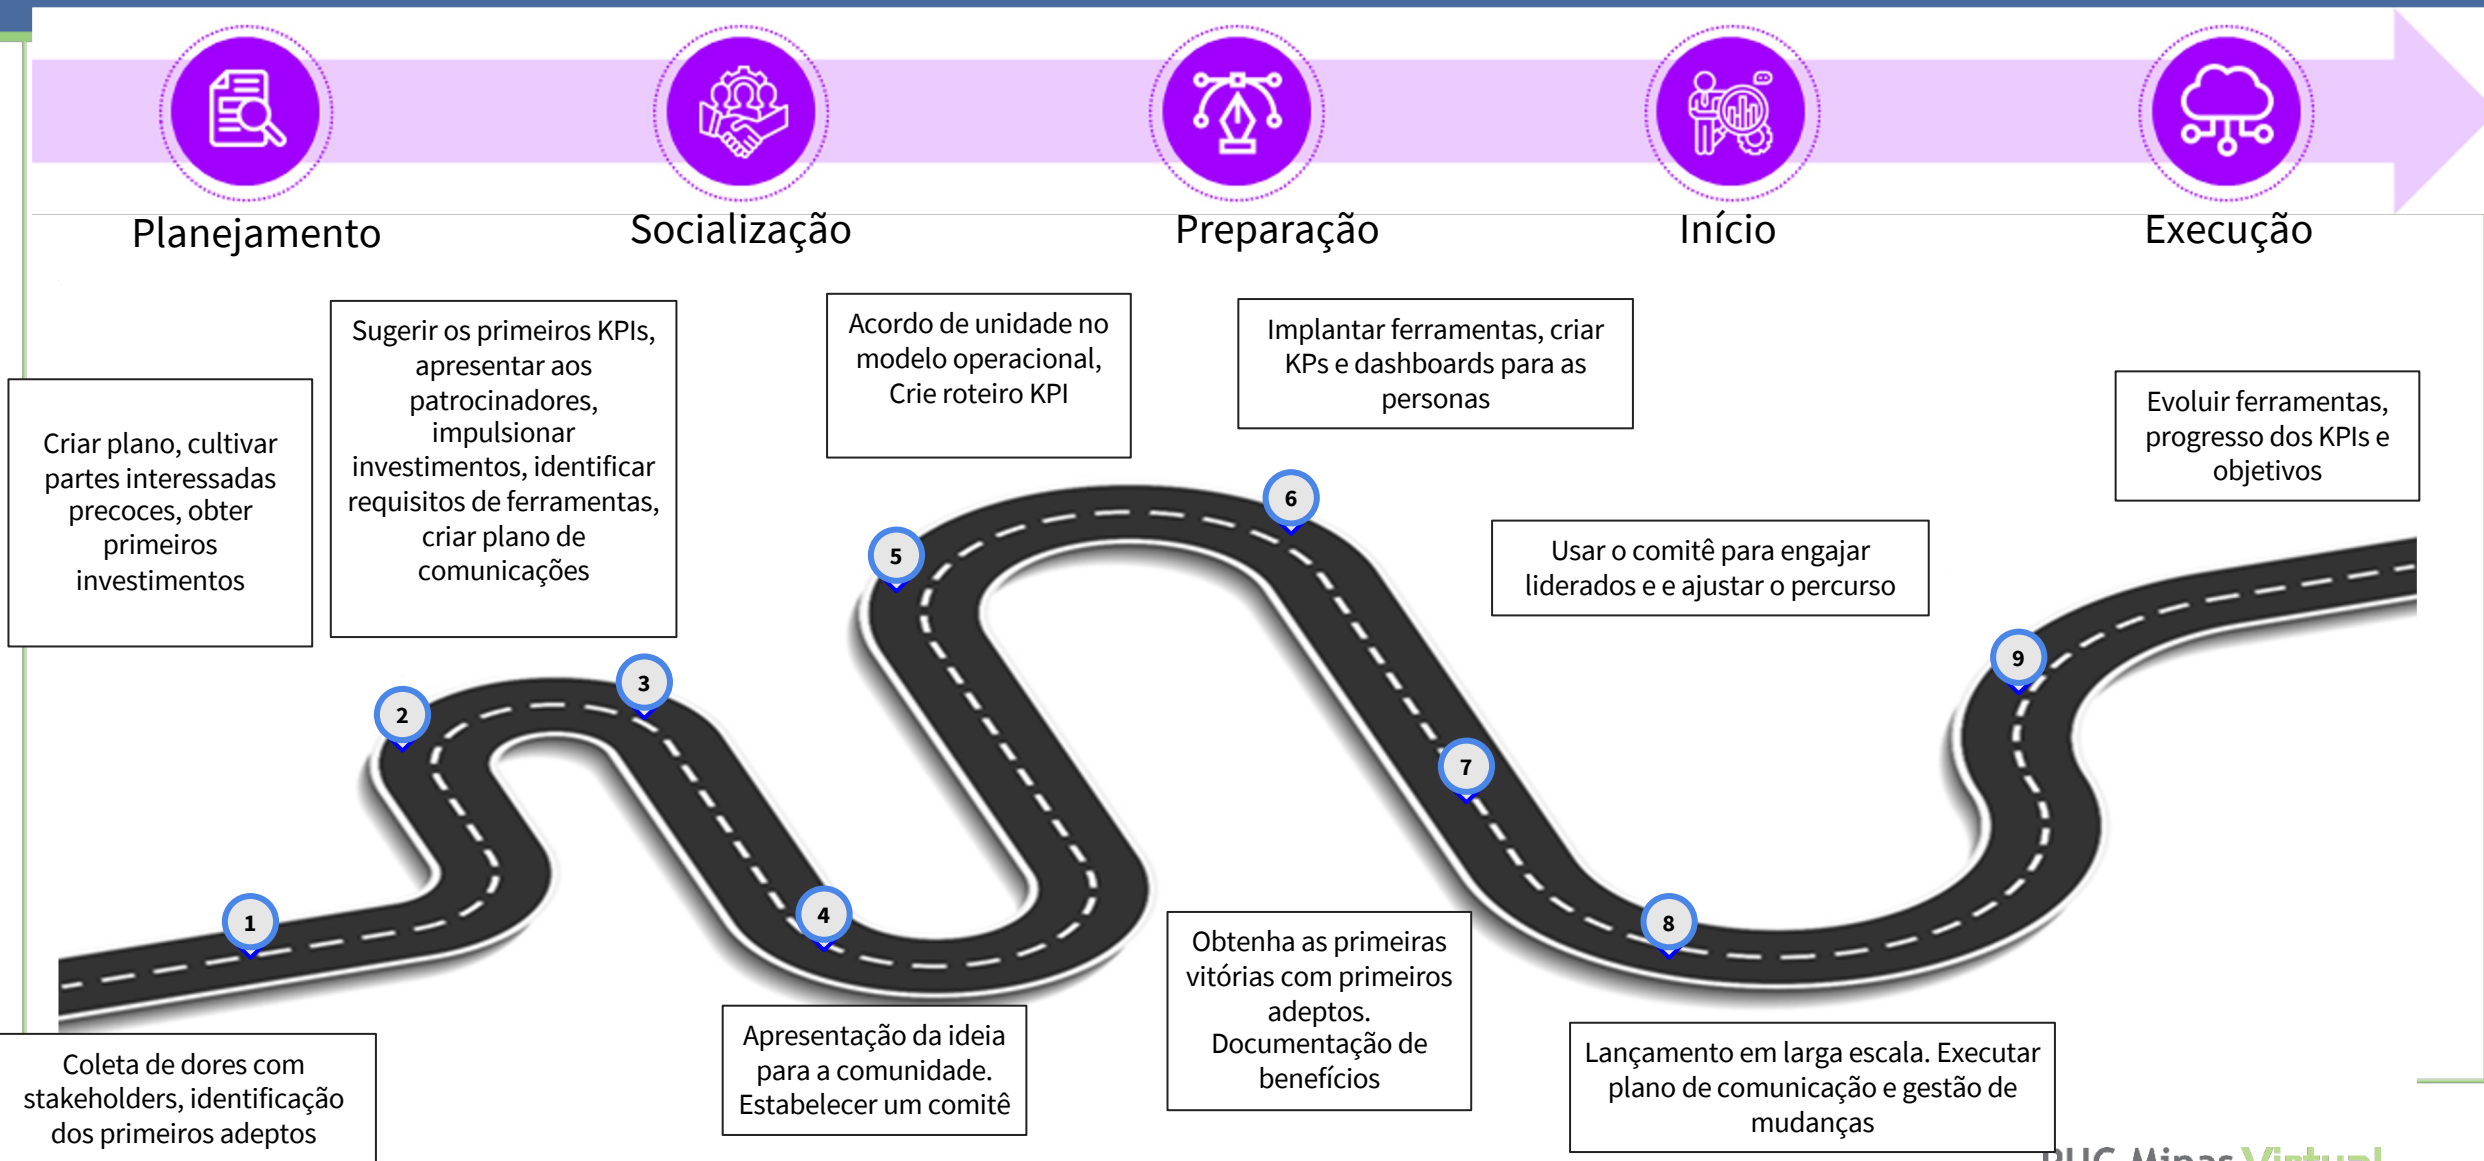 Planejamento
Socialização
Preparação
Início
Execução
Criar plano, cultivar
partes interessadas
precoces, obter
primeiros
investimentos
Sugerir os primeiros KPIs,
apresentar aos
patrocinadores,
impulsionar
investimentos, identificar
requisitos de ferramentas,
criar plano de
comunicações
Acordo de unidade no
modelo operacional,
Crie roteiro KPI
Implantar ferramentas, criar
KPs e dashboards para as
personas
Usar o comitê para engajar
liderados e e ajustar o percurso
Evoluir ferramentas,
progresso dos KPIs e
objetivos
1
2
3
4
5
6
7
8
9
Coleta de dores com
stakeholders, identificação
dos primeiros adeptos
Apresentação da ideia
para a comunidade.
Estabelecer um comitê
Obtenha as primeiras
vitórias com primeiros
adeptos.
Documentação de
benefícios
Lançamento em larga escala. Executar
plano de comunicação e gestão de
mudanças
PUC Minas Virtual